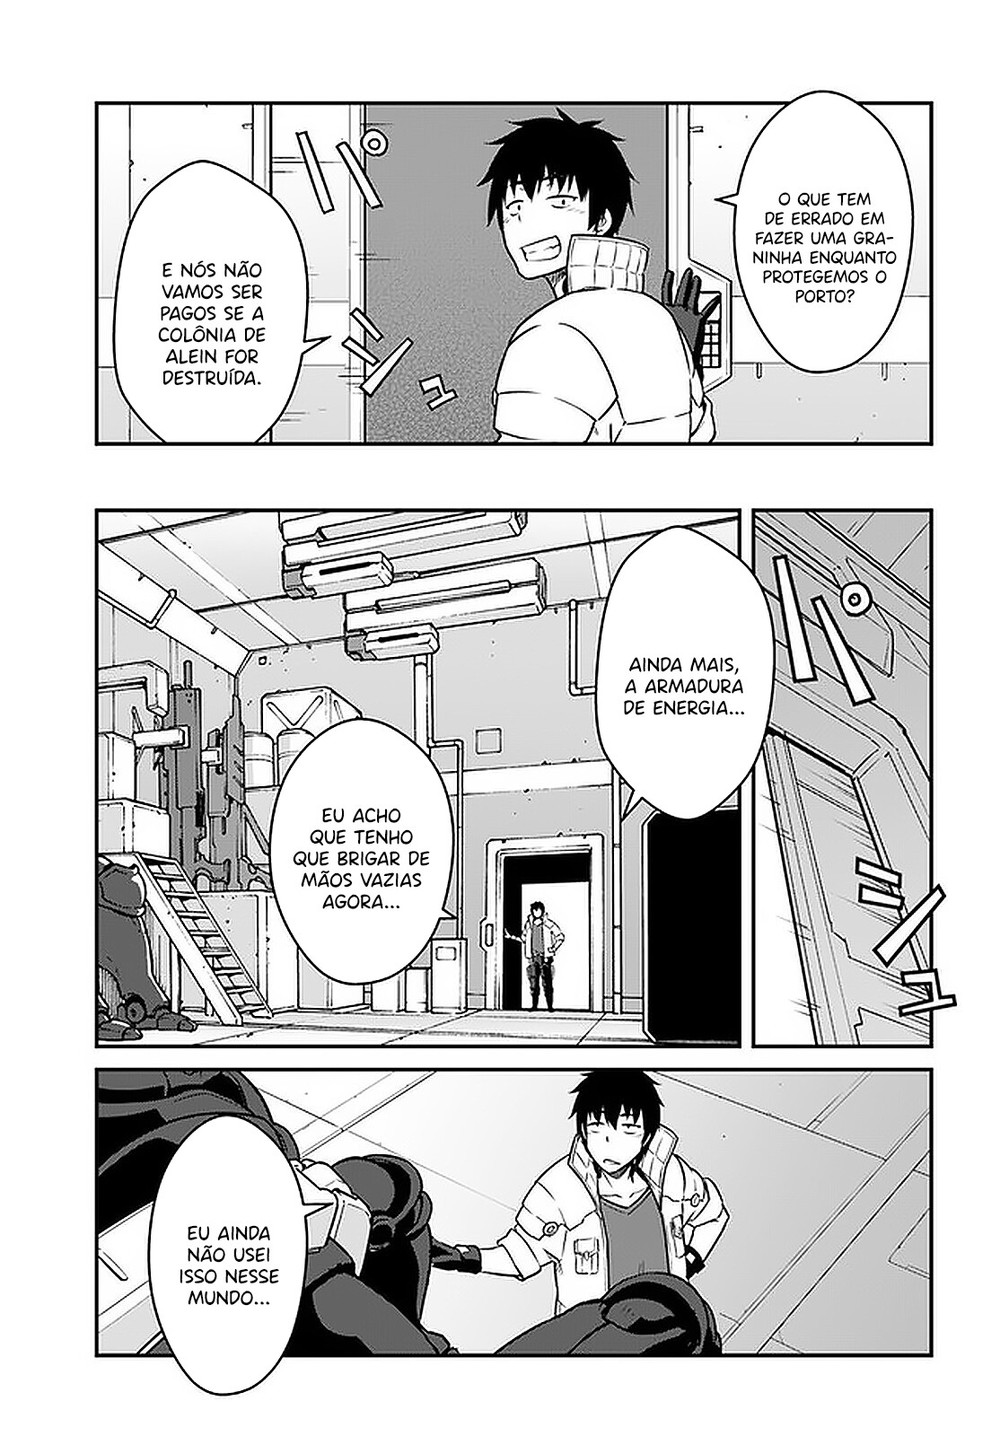 O QUE TEM
DE ERRADO EM
FAZER UMA GRA-
NINHA ENQUANTO
PROTEGEMOS O
PORTO?
E NÓS NÃO
VAMOS SER
PAGOS SE A
COLÔNIA DE
ALEIN FOR
DESTRUÍDA.
AINDA MAIS,
A ARMADURA
DE ENERGIA...
EU ACHO
QUE TENHO
QUE BRIGAR DE
MÃOS VAZIAS
AGORA...
EU AINDA
NÃO USEI
ISSO NESSE
MUNDO...